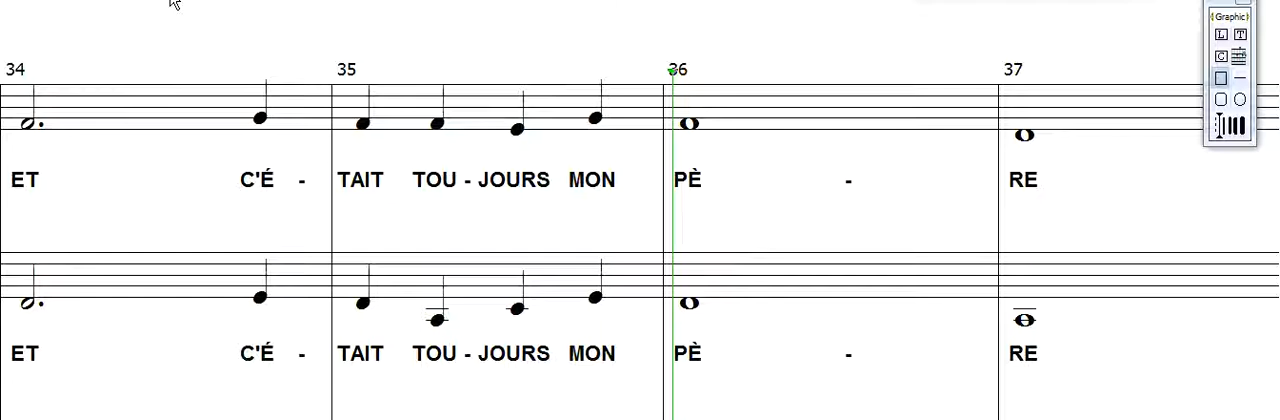 (Graphic)
L T
C
34 35 36 37
ET C'É - TAIT TOU - JOURS MON PÈ - RE
ET C'É - TAIT TOU - JOURS MON PÈ - RE